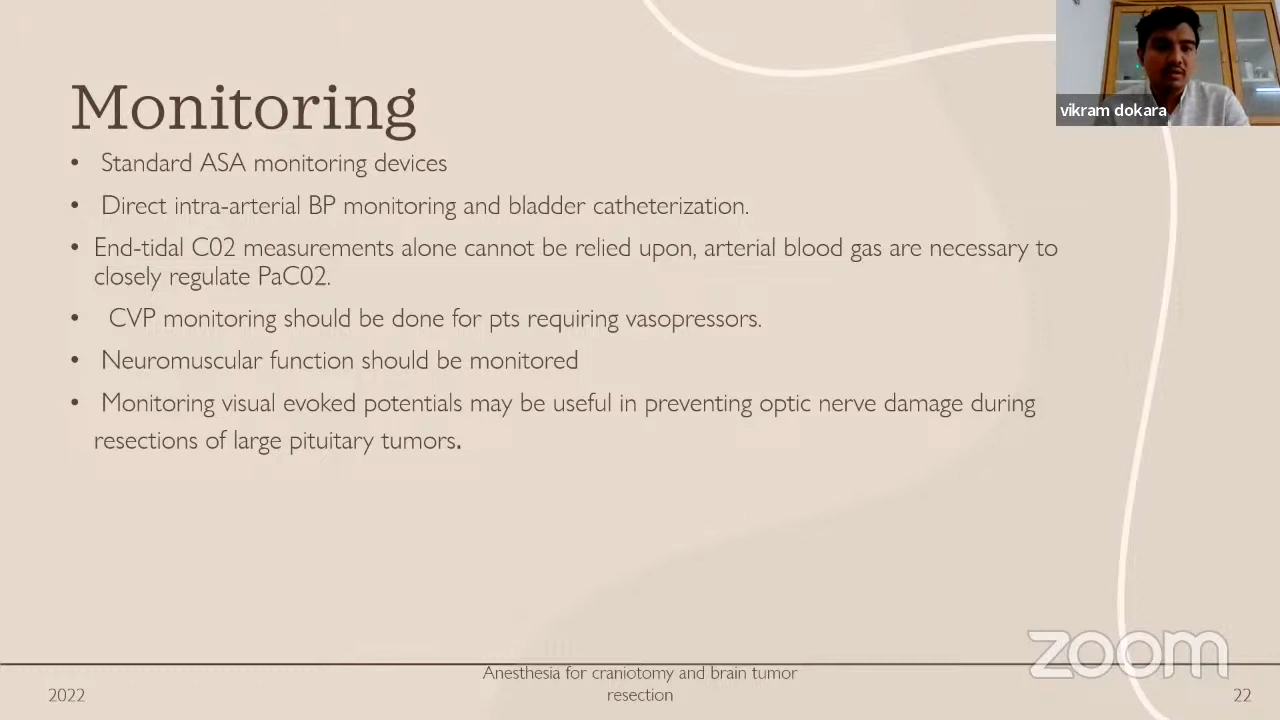 vikram dokara
Monitoring
• Standard ASA monitoring devices
• Direct intra-arterial BP monitoring and bladder catheterization.
• End-tidal C02 measurements alone cannot be relied upon, arterial blood gas are necessary to
closely regulate PaC02.
• CVP monitoring should be done for pts requiring vasopressors.
• Neuromuscular function should be monitored
• Monitoring visual evoked potentials may be useful in preventing optic nerve damage during
resections of large pituitary tumors.
zoom
Anesthesia for craniotomy and brain tumor
resection
2022
22